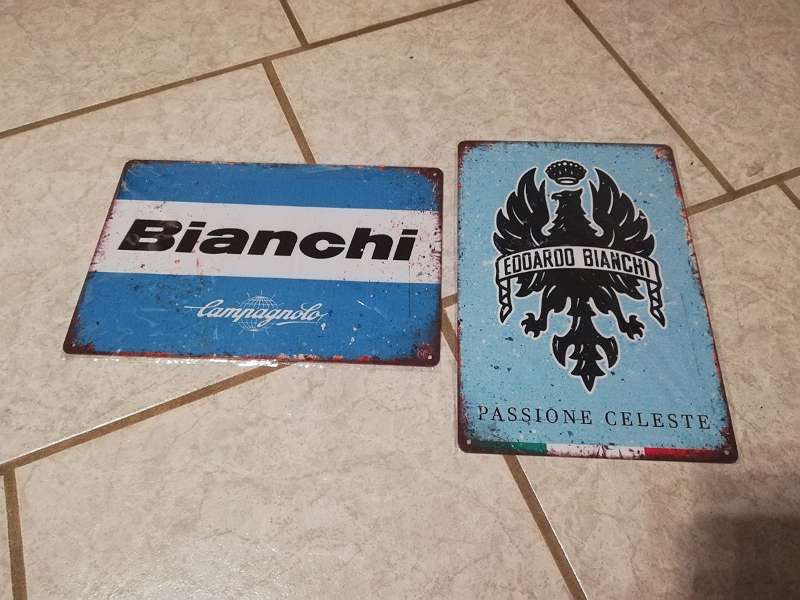 Bianchi
Campagnolo
EDOARDO BIANCHI
PASSIONE CELESTE